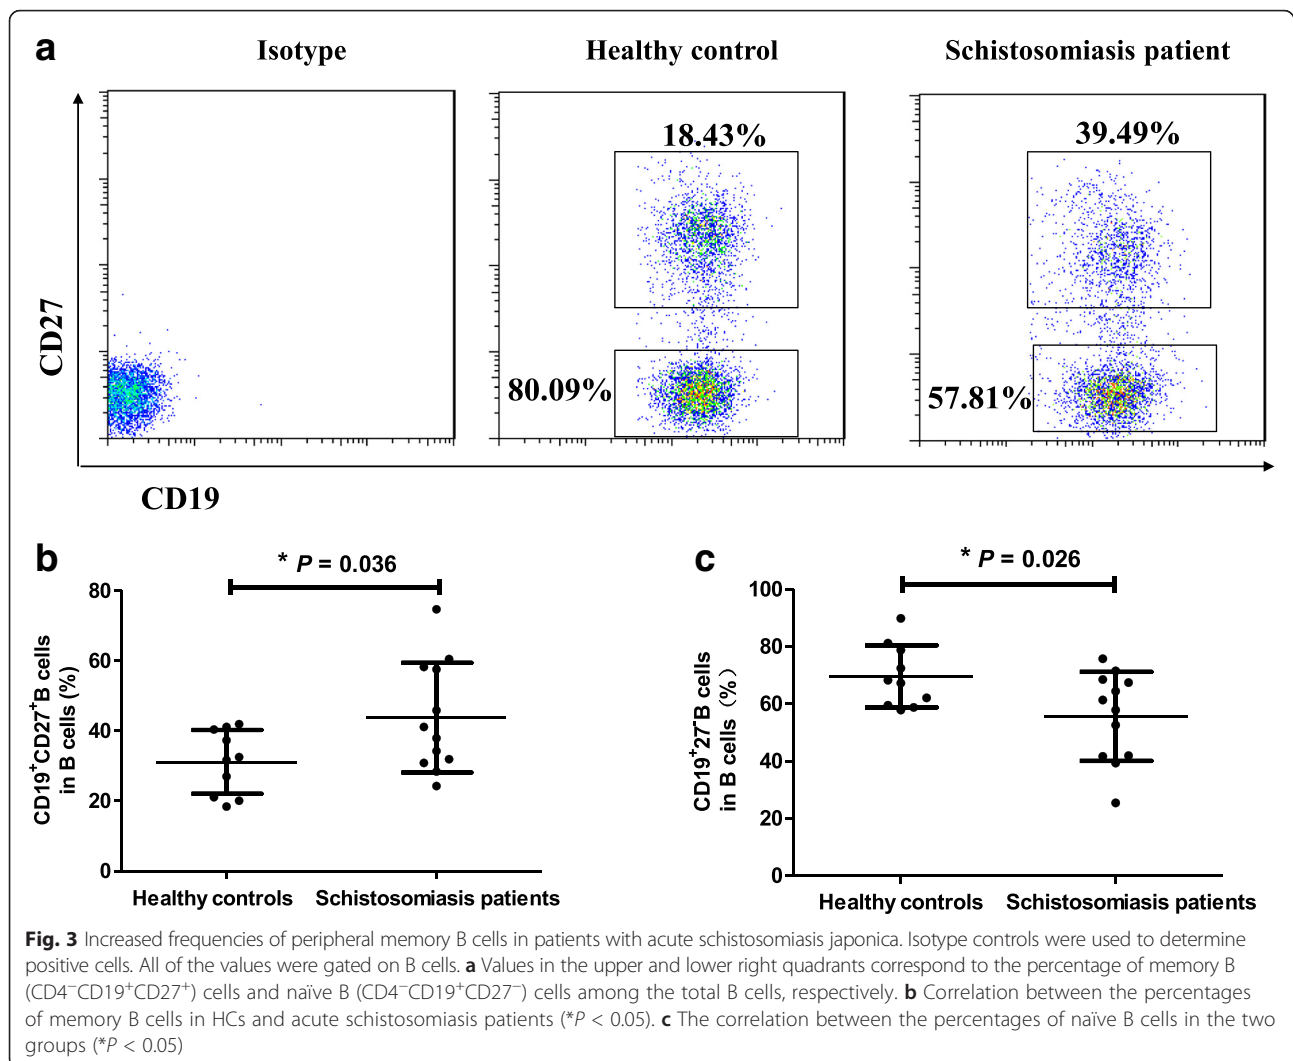 a
Isotype
Healthy control
Schistosomiasis patient
18.43%
39.49%
80.09%
57.81%
CD27
CD19
b
* P = 0.036
CD19⁺CD27⁺B cells
in B cells (%)
80
60
40
20
0
Healthy controls
Schistosomiasis patients
c
* P = 0.026
CD19⁺27⁻B cells
in B cells (%)
100
80
60
40
20
0
Healthy controls
Schistosomiasis patients
Fig. 3 Increased frequencies of peripheral memory B cells in patients with acute schistosomiasis japonica. Isotype controls were used to determine
positive cells. All of the values were gated on B cells. a Values in the upper and lower right quadrants correspond to the percentage of memory B
(CD4⁻CD19⁺CD27⁺) cells and naïve B (CD4⁻CD19⁺CD27⁻) cells among the total B cells, respectively. b Correlation between the percentages
of memory B cells in HCs and acute schistosomiasis patients (*P < 0.05). c The correlation between the percentages of naïve B cells in the two
groups (*P < 0.05)